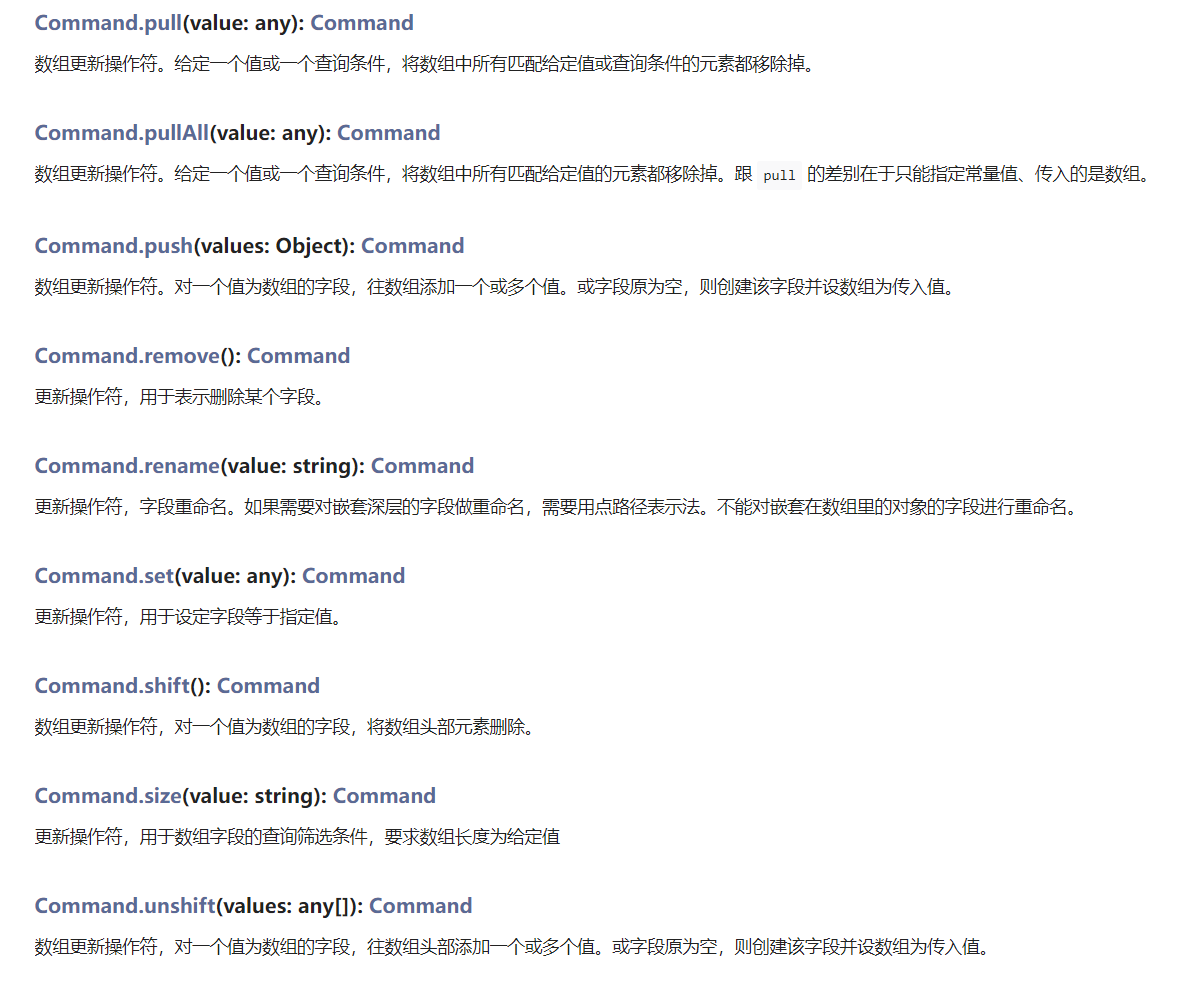 Command.pull(value: any): Command
数组更新操作符。给定一个值或一个查询条件，将数组中所有匹配给定值或查询条件的元素都移除掉。
Command.pullAll(value: any): Command
数组更新操作符。给定一个值或一个查询条件，将数组中所有匹配给定值的元素都移除掉。跟 pull 的差别在于只能指定常量值、传入的是数组。
Command.push(values: Object): Command
数组更新操作符。对一个值为数组的字段，往数组添加一个或多个值。或字段原为空，则创建该字段并设数组为传入值。
Command.remove(): Command
更新操作符，用于表示删除某个字段。
Command.rename(value: string): Command
更新操作符，字段重命名。如果需要对嵌套深层的字段做重命名，需要用点路径表示法。不能对嵌套在数组里的对象的字段进行重命名。
Command.set(value: any): Command
更新操作符，用于设定字段等于指定值。
Command.shift(): Command
数组更新操作符，对一个值为数组的字段，将数组头部元素删除。
Command.size(value: string): Command
更新操作符，用于数组字段的查询筛选条件，要求数组长度为给定值
Command.unshift(values: any[]): Command
数组更新操作符，对一个值为数组的字段，往数组头部添加一个或多个值。或字段原为空，则创建该字段并设数组为传入值。